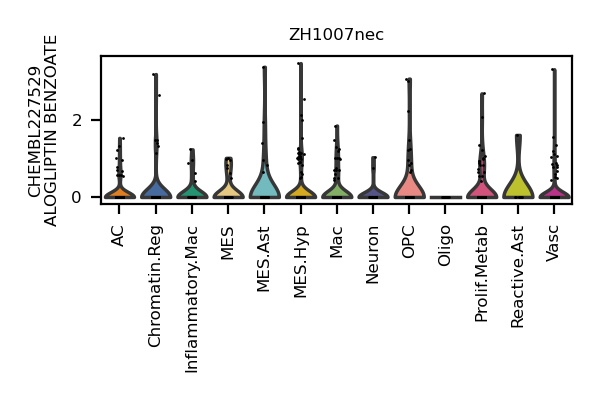 ZH1007nec
CHEMBL227529
ALOGLIPTIN BENZOATE
2
0
AC
Chromatin.Reg
Inflammatory.Mac
MES
MES.Ast
MES.Hyp
Mac
Neuron
OPC
Oligo
Prolif.Metab
Reactive.Ast
Vasc